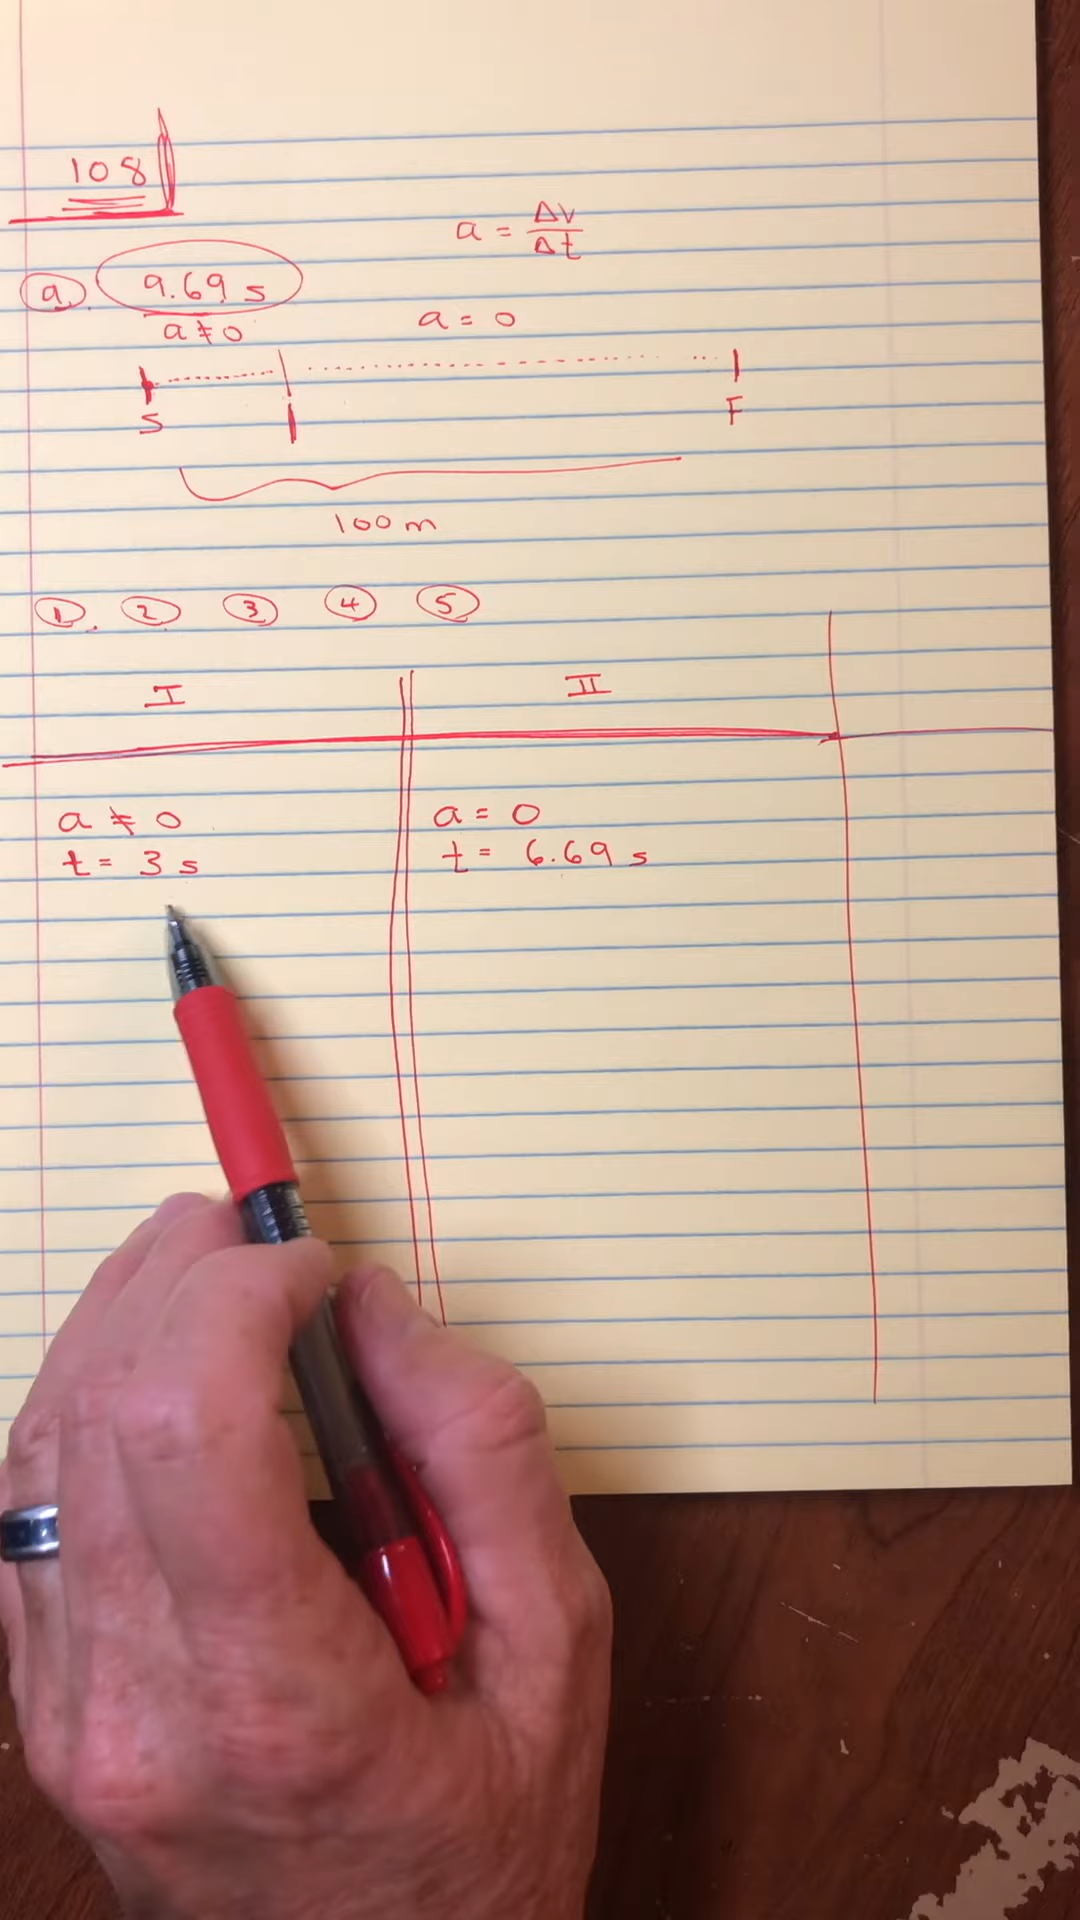 108
a = Δv/Δt
a. 9.69 s
a ≠ 0 a = 0
S F
100 m
1. 2 3 4 5
I II
a ≠ 0 a = 0
t = 3 s t = 6.69 s